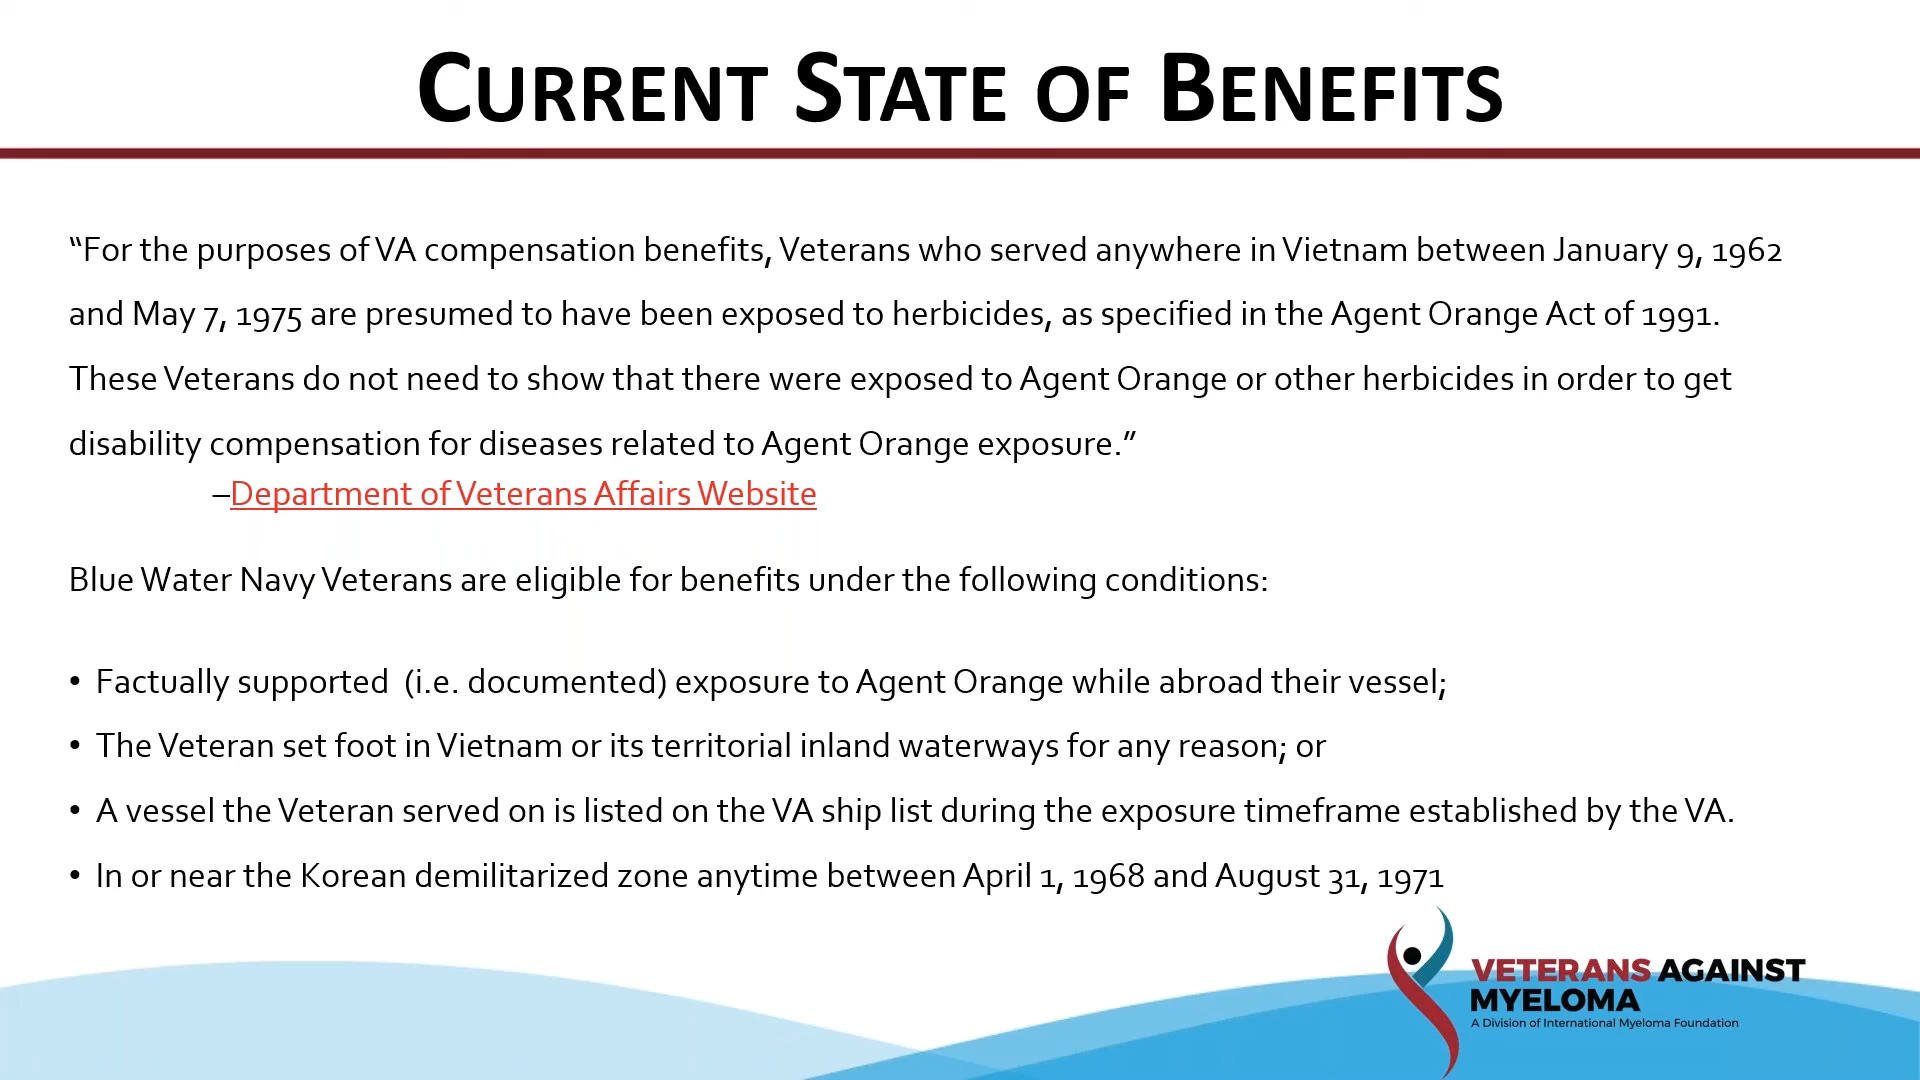 CURRENT STATE OF BENEFITS
“For the purposes of VA compensation benefits, Veterans who served anywhere in Vietnam between January 9, 1962
and May 7, 1975 are presumed to have been exposed to herbicides, as specified in the Agent Orange Act of 1991.
These Veterans do not need to show that there were exposed to Agent Orange or other herbicides in order to get
disability compensation for diseases related to Agent Orange exposure.”
–Department of Veterans Affairs Website
Blue Water Navy Veterans are eligible for benefits under the following conditions:
• Factually supported (i.e. documented) exposure to Agent Orange while abroad their vessel;
• The Veteran set foot in Vietnam or its territorial inland waterways for any reason; or
• A vessel the Veteran served on is listed on the VA ship list during the exposure timeframe established by the VA.
• In or near the Korean demilitarized zone anytime between April 1, 1968 and August 31, 1971
VETERANS AGAINST
MYELOMA
A Division of International Myeloma Foundation